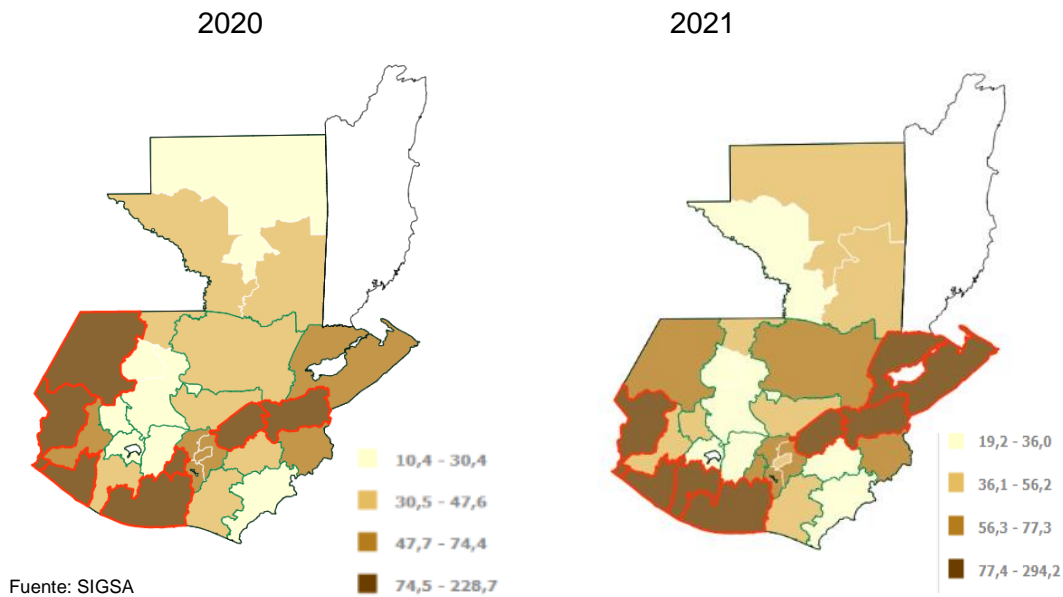 2020
2021
10,4 - 30,4
30,5 - 47,6
47,7 - 74,4
74,5 - 228,7
19,2 - 36,0
36,1 - 56,2
56,3 - 77,3
77,4 - 294,2
Fuente: SIGSA